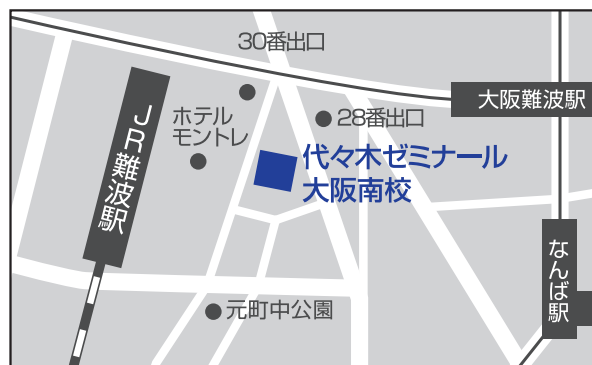 30番出口
大阪難波駅
JR難波駅
ホテル
モントレ
28番出口
代々木ゼミナール
大阪南校
なんば駅
元町中公園